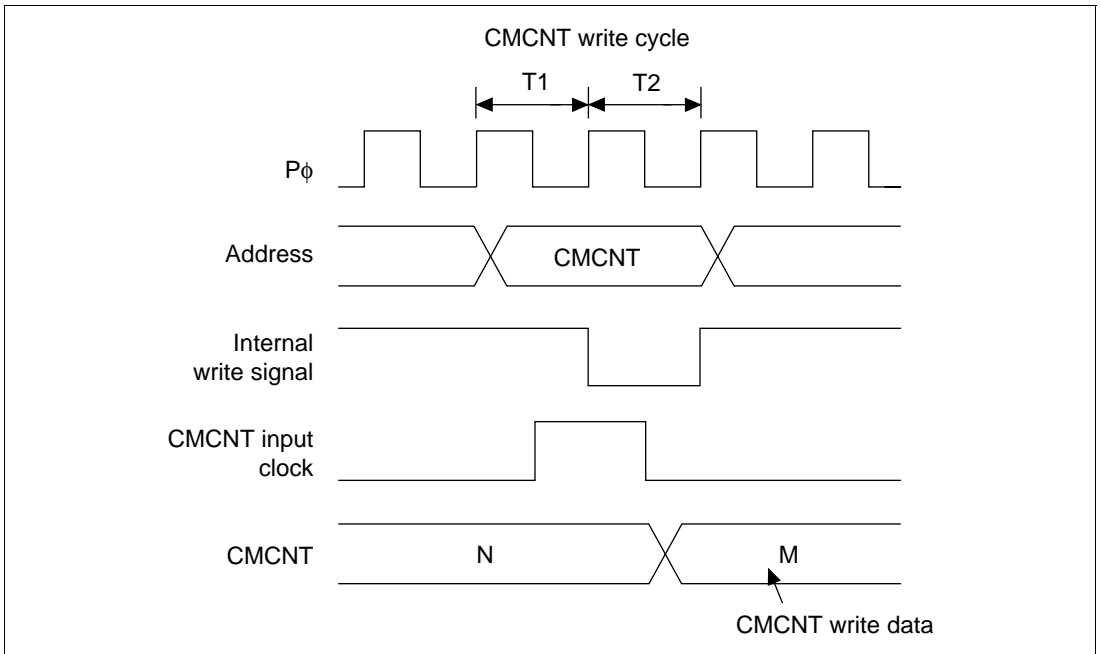 CMCNT write cycle
T1
T2
Pϕ
Address
CMCNT
Internal
write signal
CMCNT input
clock
CMCNT
N
M
CMCNT write data